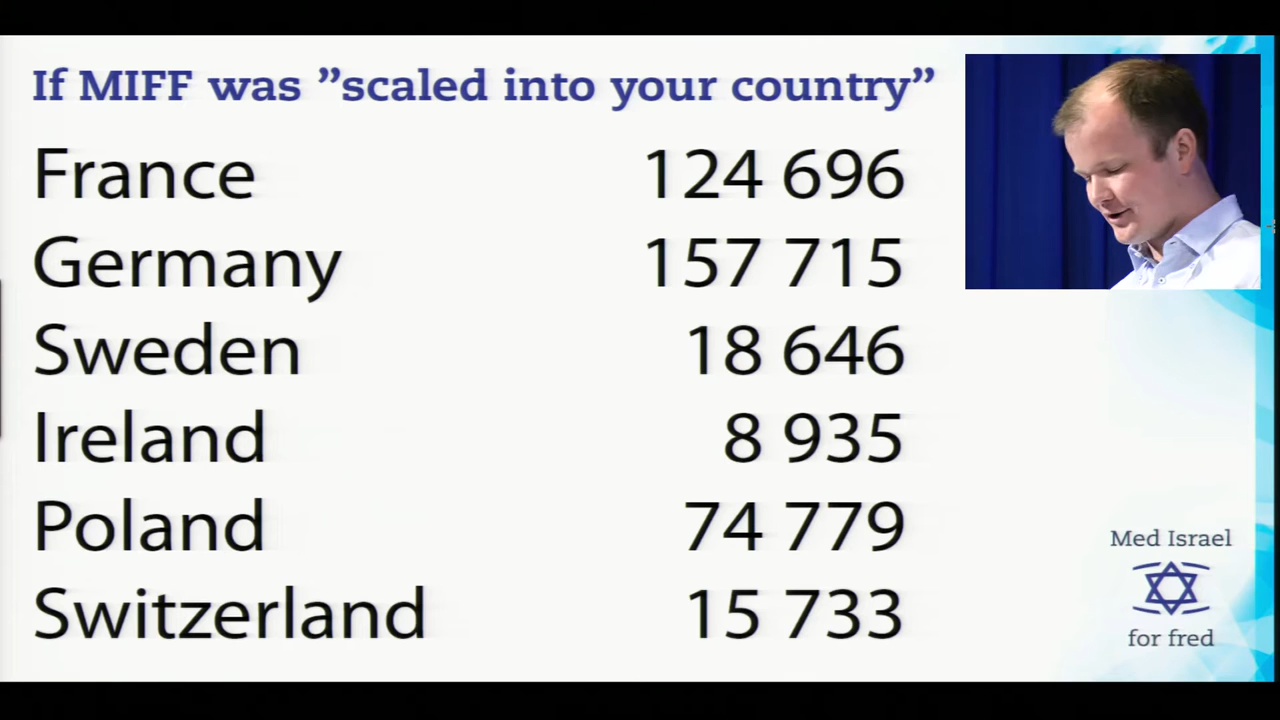 If MIFF was ”scaled into your country”
France 124 696
Germany 157 715
Sweden 18 646
Ireland 8 935
Poland 74 779
Switzerland 15 733
Med Israel
for fred